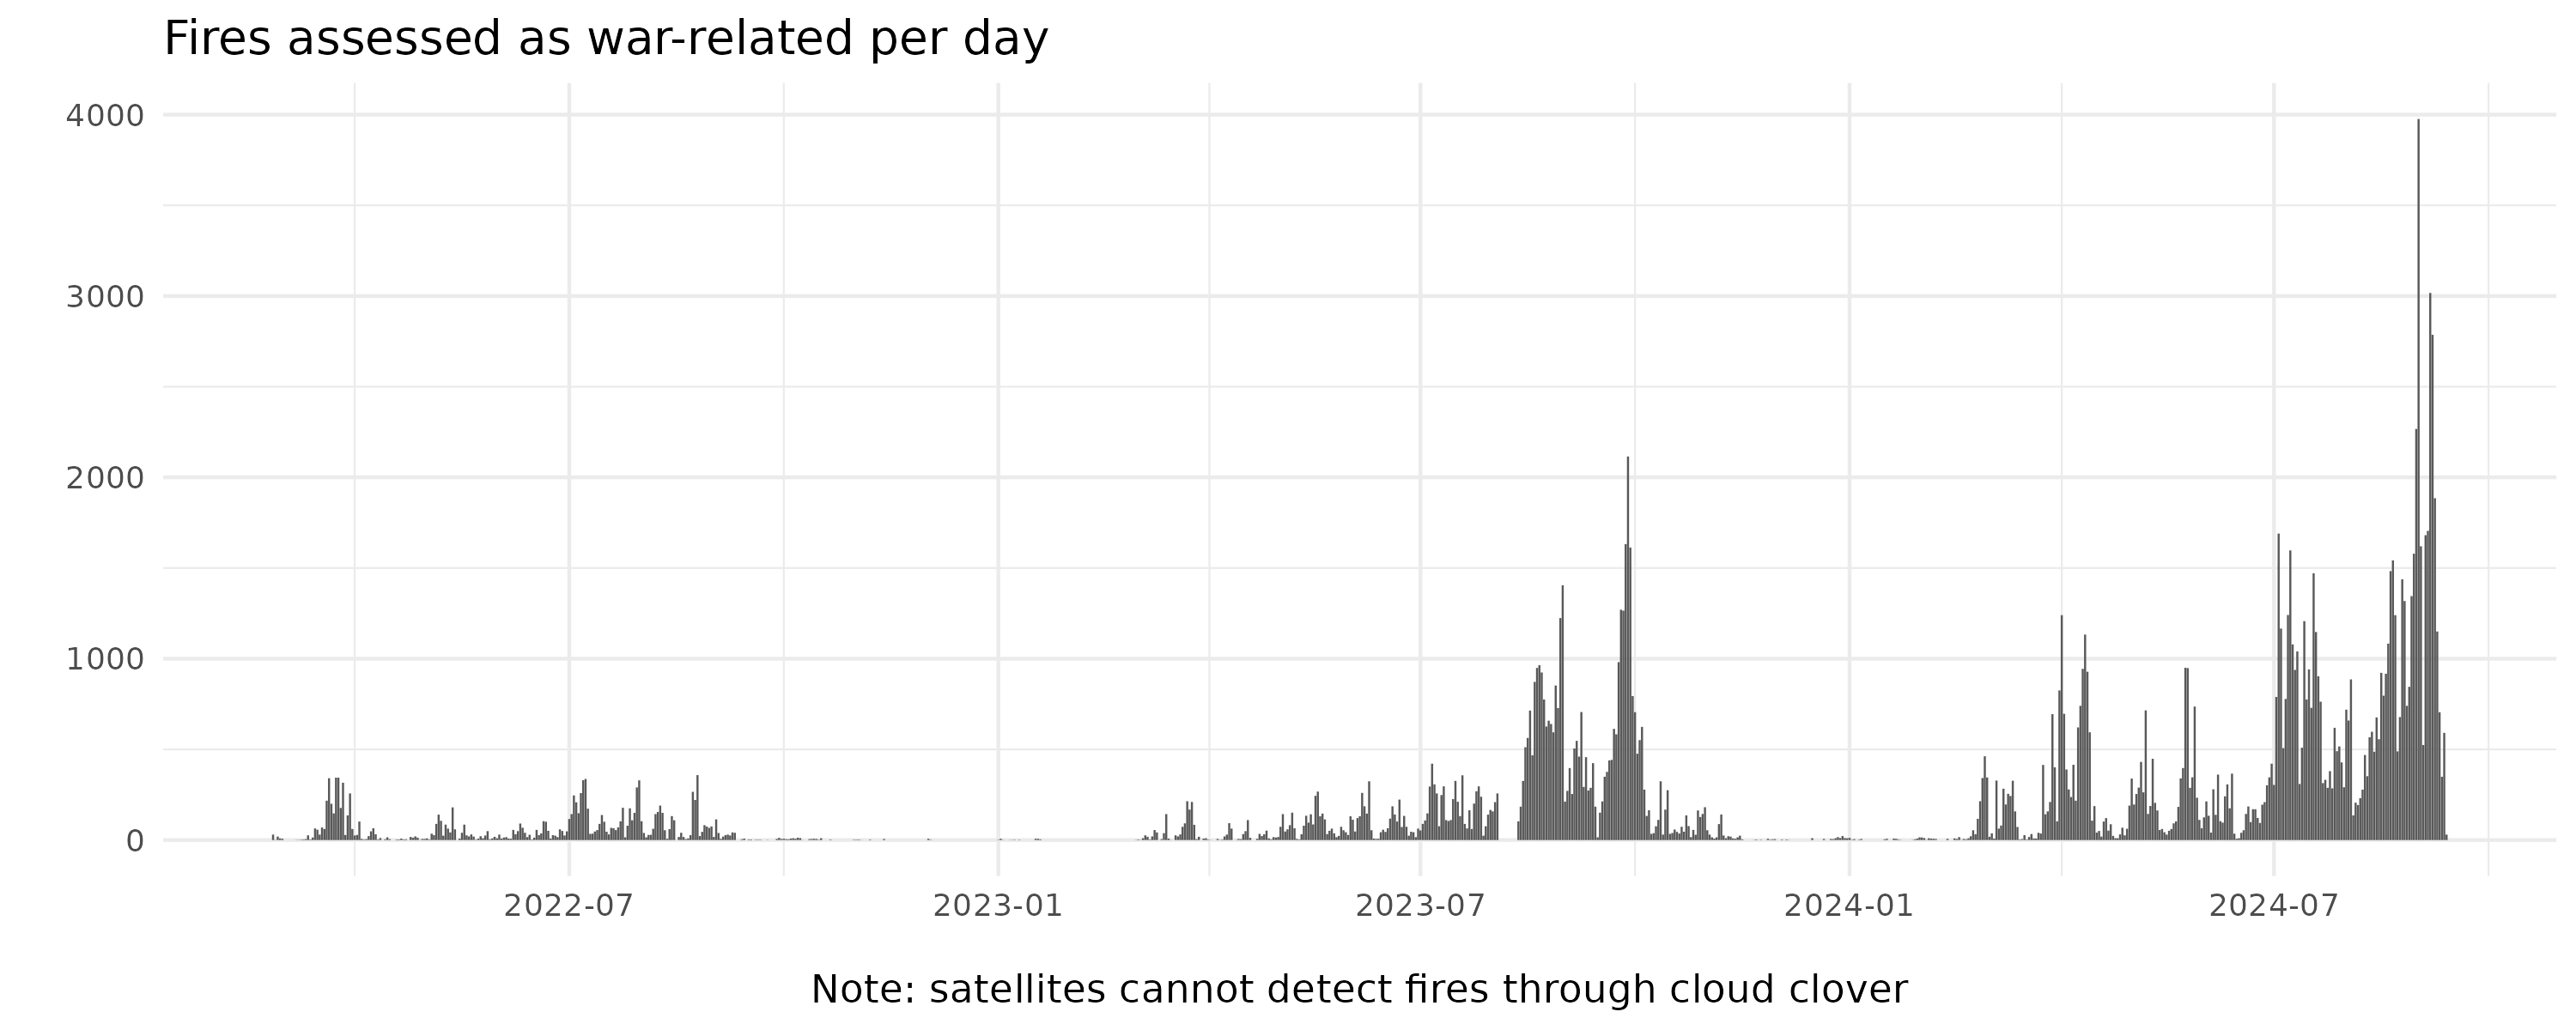 Fires assessed as war-related per day
4000
3000
2000
1000
0
2022-07 2023-01 2023-07 2024-01 2024-07
Note: satellites cannot detect fires through cloud clover